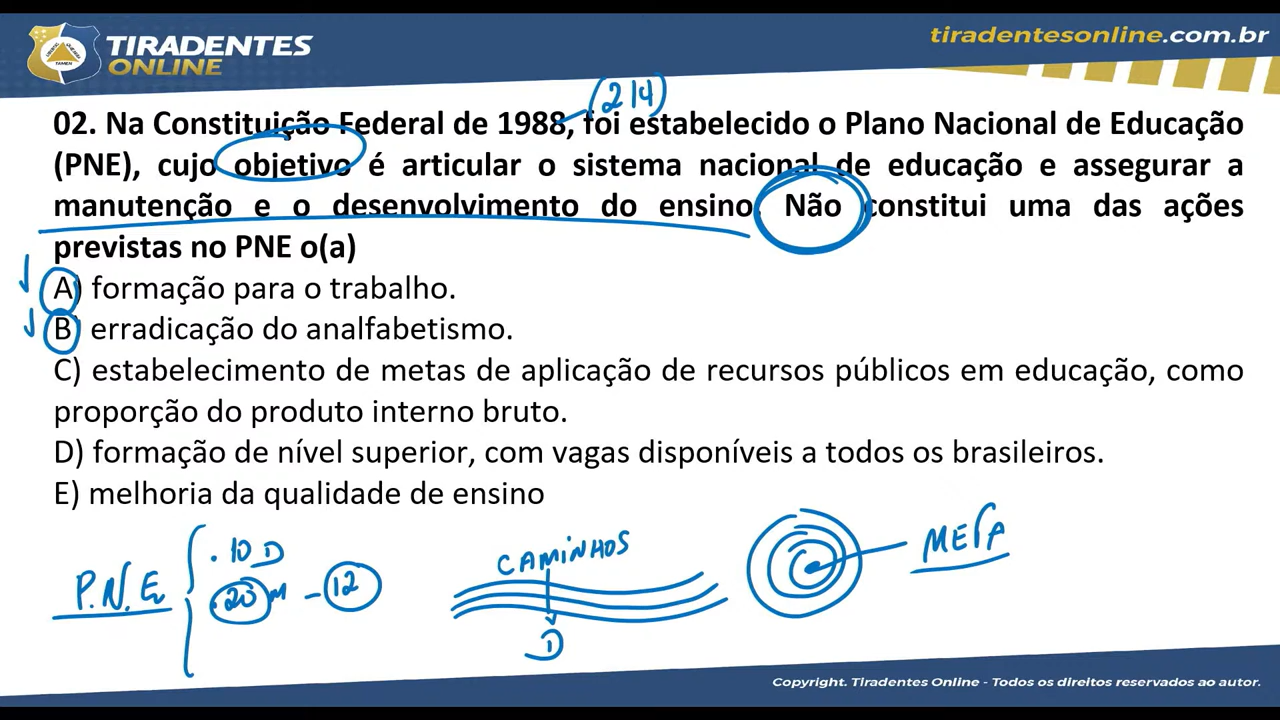 TIRADENTES
ONLINE
tiradentesonline.com.br
(214)
02. Na Constituição Federal de 1988, foi estabelecido o Plano Nacional de Educação
(PNE), cujo objetivo é articular o sistema nacional de educação e assegurar a
manutenção e o desenvolvimento do ensino. Não constitui uma das ações
previstas no PNE o(a)
A) formação para o trabalho.
B) erradicação do analfabetismo.
C) estabelecimento de metas de aplicação de recursos públicos em educação, como
proporção do produto interno bruto.
D) formação de nível superior, com vagas disponíveis a todos os brasileiros.
E) melhoria da qualidade de ensino
P.N.E
. 10 D
. 20 M - 12
CAMINHOS
D
META
Copyright. Tiradentes Online - Todos os direitos reservados ao autor.